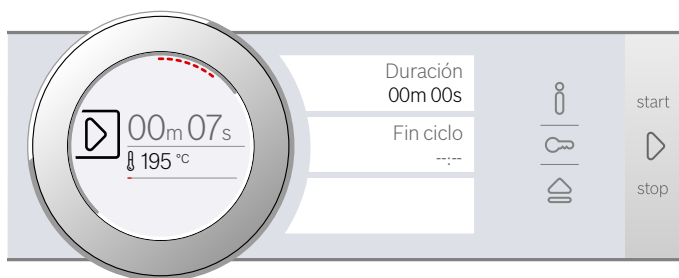 00m 07s
195 °C
Duración
00m 00s
Fin ciclo
--:--
start
stop